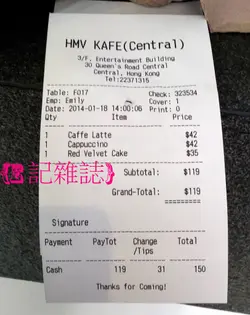 HMV KAFE(Central)
3/F, Entertainment Building
30 Queen's Road Central
Central, Hong Kong
Tel:22371315
Table: F017 Check: 323534
Emp: Emily Cover: 1
Date: 2014-01-18 14:00:06 Print: 0
Qty Item Price
1 Caffe Latte $42
1 Cappuccino $42
1 Red Velvet Cake $35
記雜誌}
Subtotal: $119
Grand-Total: $119
Signature
Payment PayTot Change/Tips Total
Cash 119 31 150
Thanks for Coming!